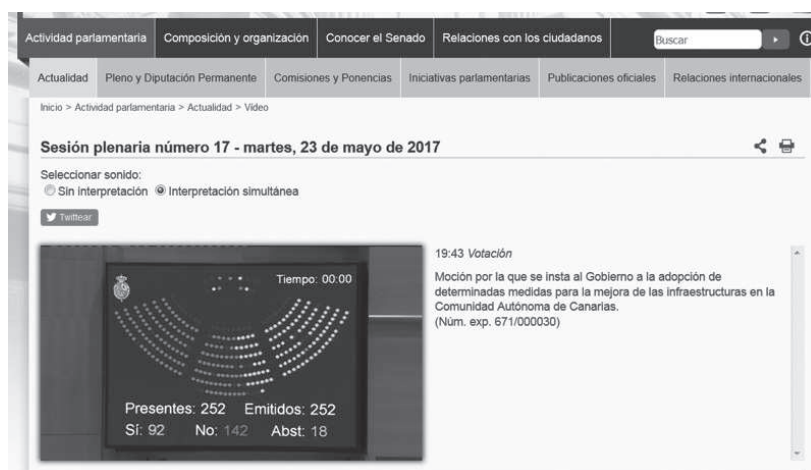 Actividad parlamentaria Composición y organización Conocer el Senado Relaciones con los ciudadanos Buscar
Actualidad Pleno y Diputación Permanente Comisiones y Ponencias Iniciativas parlamentarias Publicaciones oficiales Relaciones internacionales
Inicio > Actividad parlamentaria > Actualidad > Video
Sesión plenaria número 17 - martes, 23 de mayo de 2017
Seleccionar sonido:
Sin interpretación Interpretación simultánea
Twittear
19:43 Votación
Moción por la que se insta al Gobierno a la adopción de
determinadas medidas para la mejora de las infraestructuras en la
Comunidad Autónoma de Canarias.
(Núm. exp. 671/000030)
Tiempo: 00:00
Presentes: 252 Emitidos: 252
Sí: 92 No: 142 Abst: 18